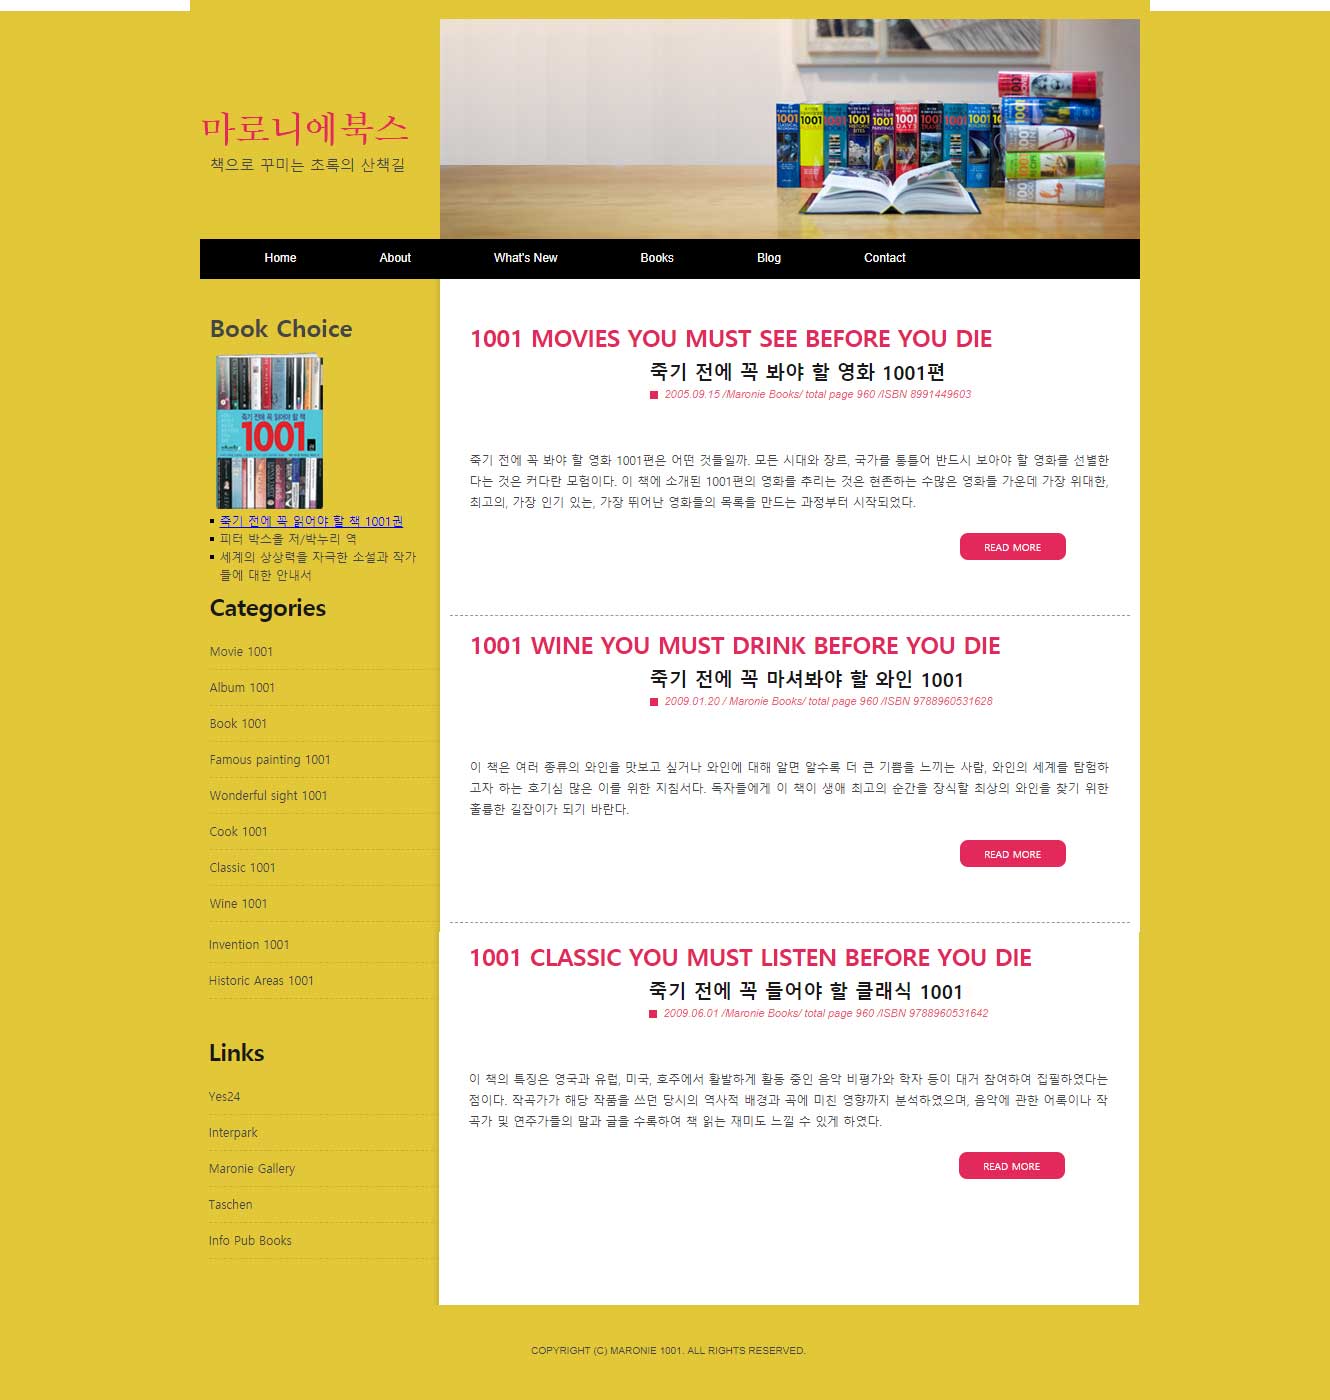 마로니에북스
책으로 꾸미는 초록의 산책길
Home About What's New Books Blog Contact
Book Choice
죽기 전에 꼭 읽어야 할 책
1001
죽기 전에 꼭 읽어야 할 책 1001권
피터 박스올 저/박누리 역
세계의 상상력을 자극한 소설과 작가
들에 대한 안내서
Categories
Movie 1001
Album 1001
Book 1001
Famous painting 1001
Wonderful sight 1001
Cook 1001
Classic 1001
Wine 1001
Invention 1001
Historic Areas 1001
Links
Yes24
Interpark
Maronie Gallery
Taschen
Info Pub Books
1001 MOVIES YOU MUST SEE BEFORE YOU DIE
죽기 전에 꼭 봐야 할 영화 1001편
2005.09.15 /Maronie Books/ total page 960 /ISBN 8991449603
죽기 전에 꼭 봐야 할 영화 1001편은 어떤 것들일까. 모든 시대와 장르, 국가를 통틀어 반드시 보아야 할 영화를 선별한
다는 것은 커다란 모험이다. 이 책에 소개된 1001편의 영화를 추리는 것은 현존하는 수많은 영화들 가운데 가장 위대한,
최고의, 가장 인기 있는, 가장 뛰어난 영화들의 목록을 만드는 과정부터 시작되었다.
READ MORE
1001 WINE YOU MUST DRINK BEFORE YOU DIE
죽기 전에 꼭 마셔봐야 할 와인 1001
2009.01.20 / Maronie Books/ total page 960 /ISBN 9788960531628
이 책은 여러 종류의 와인을 맛보고 싶거나 와인에 대해 알면 알수록 더 큰 기쁨을 느끼는 사람, 와인의 세계를 탐험하
고자 하는 호기심 많은 이를 위한 지침서다. 독자들에게 이 책이 생애 최고의 순간을 장식할 최상의 와인을 찾기 위한
훌륭한 길잡이가 되기 바란다.
READ MORE
1001 CLASSIC YOU MUST LISTEN BEFORE YOU DIE
죽기 전에 꼭 들어야 할 클래식 1001
2009.06.01 /Maronie Books/ total page 960 /ISBN 9788960531642
이 책의 특징은 영국과 유럽, 미국, 호주에서 활발하게 활동 중인 음악 비평가와 학자 등이 대거 참여하여 집필하였다는
점이다. 작곡가가 해당 작품을 쓰던 당시의 역사적 배경과 곡에 미친 영향까지 분석하였으며, 음악에 관한 어록이나 작
곡가 및 연주가들의 말과 글을 수록하여 책 읽는 재미도 느낄 수 있게 하였다.
READ MORE
COPYRIGHT (C) MARONIE 1001. ALL RIGHTS RESERVED.